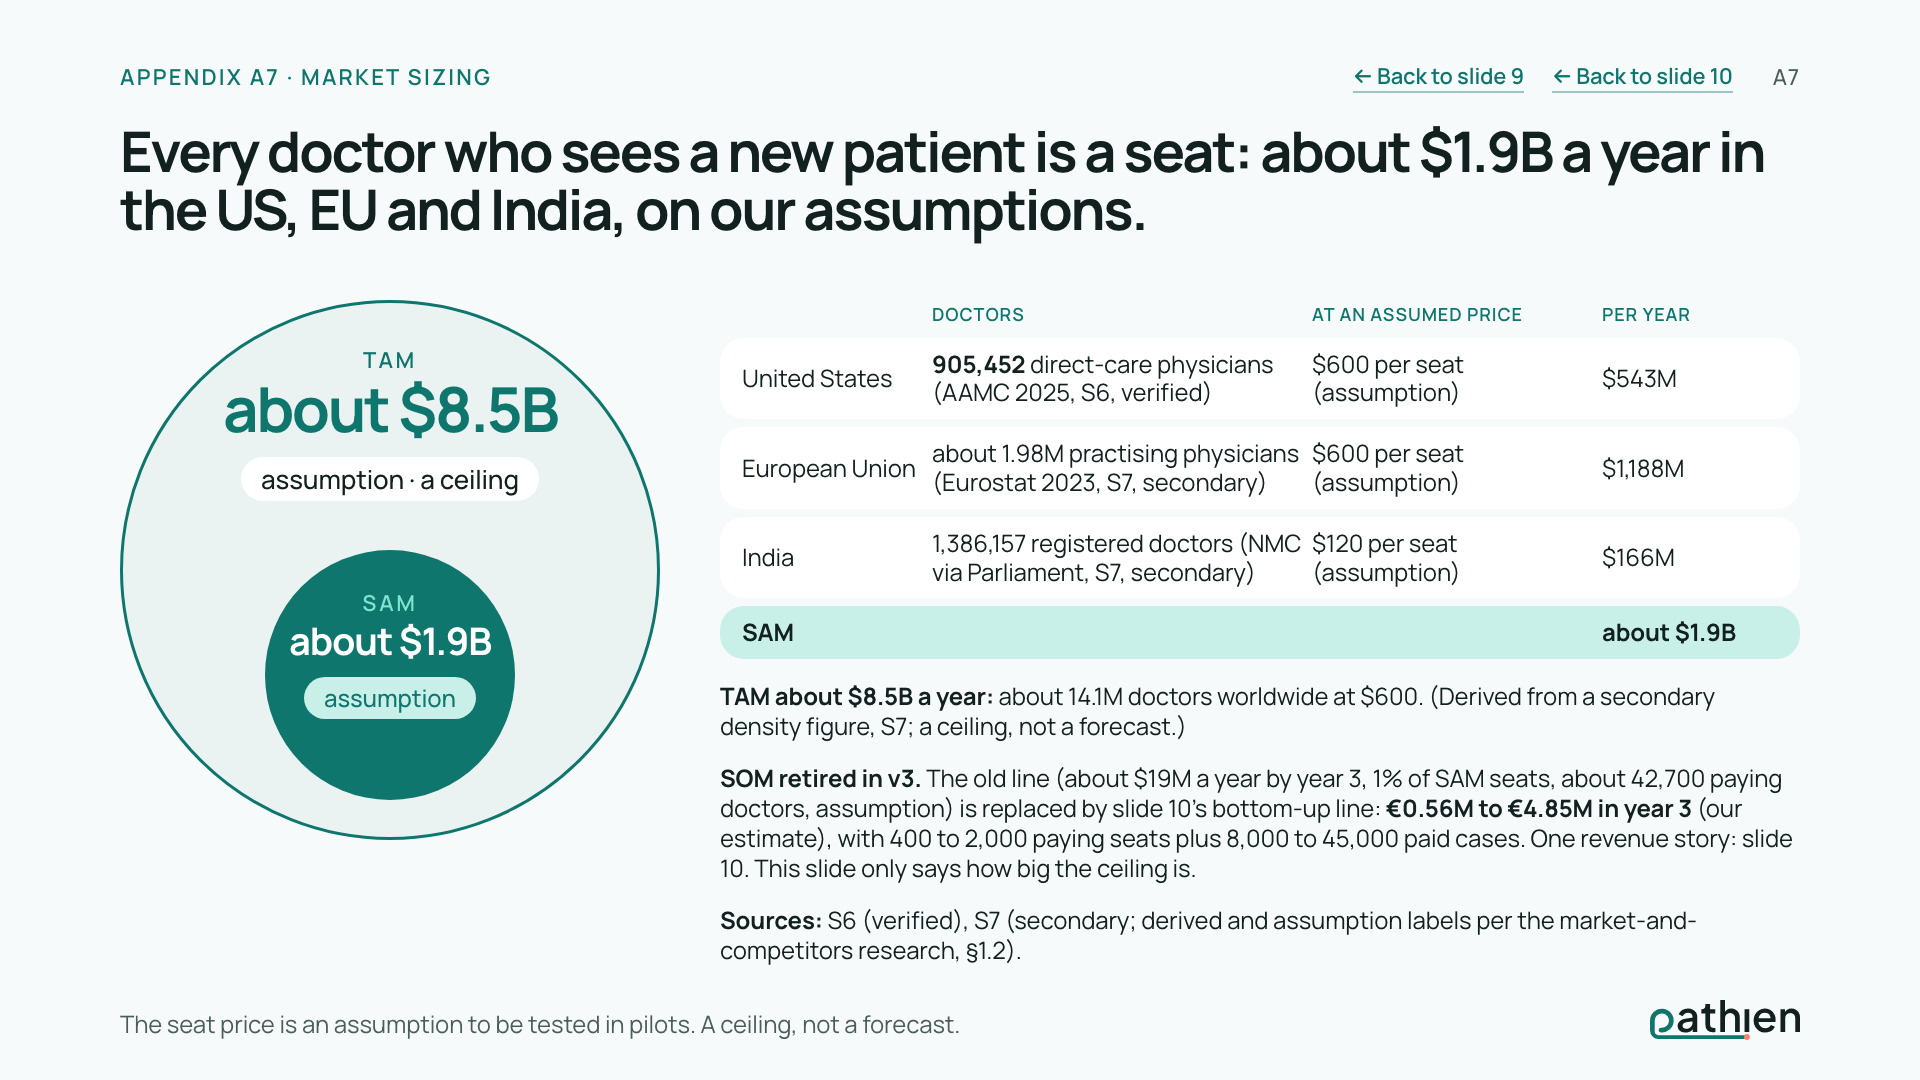 APPENDIX A7 · MARKET SIZING
← Back to slide 9
← Back to slide 10
A7
Every doctor who sees a new patient is a seat: about $1.9B a year in
the US, EU and India, on our assumptions.
TAM
about $8.5B
assumption · a ceiling
SAM
about $1.9B
assumption
DOCTORS
AT AN ASSUMED PRICE
PER YEAR
United States
905,452 direct-care physicians
(AAMC 2025, S6, verified)
$600 per seat
(assumption)
$543M
European Union
about 1.98M practising physicians
(Eurostat 2023, S7, secondary)
$600 per seat
(assumption)
$1,188M
India
1,386,157 registered doctors (NMC
via Parliament, S7, secondary)
$120 per seat
(assumption)
$166M
SAM
about $1.9B
TAM about $8.5B a year: about 14.1M doctors worldwide at $600. (Derived from a secondary
density figure, S7; a ceiling, not a forecast.)
SOM retired in v3. The old line (about $19M a year by year 3, 1% of SAM seats, about 42,700 paying
doctors, assumption) is replaced by slide 10’s bottom-up line: €0.56M to €4.85M in year 3 (our
estimate), with 400 to 2,000 paying seats plus 8,000 to 45,000 paid cases. One revenue story: slide
10. This slide only says how big the ceiling is.
Sources: S6 (verified), S7 (secondary; derived and assumption labels per the market-and-
competitors research, §1.2).
The seat price is an assumption to be tested in pilots. A ceiling, not a forecast.
pathien